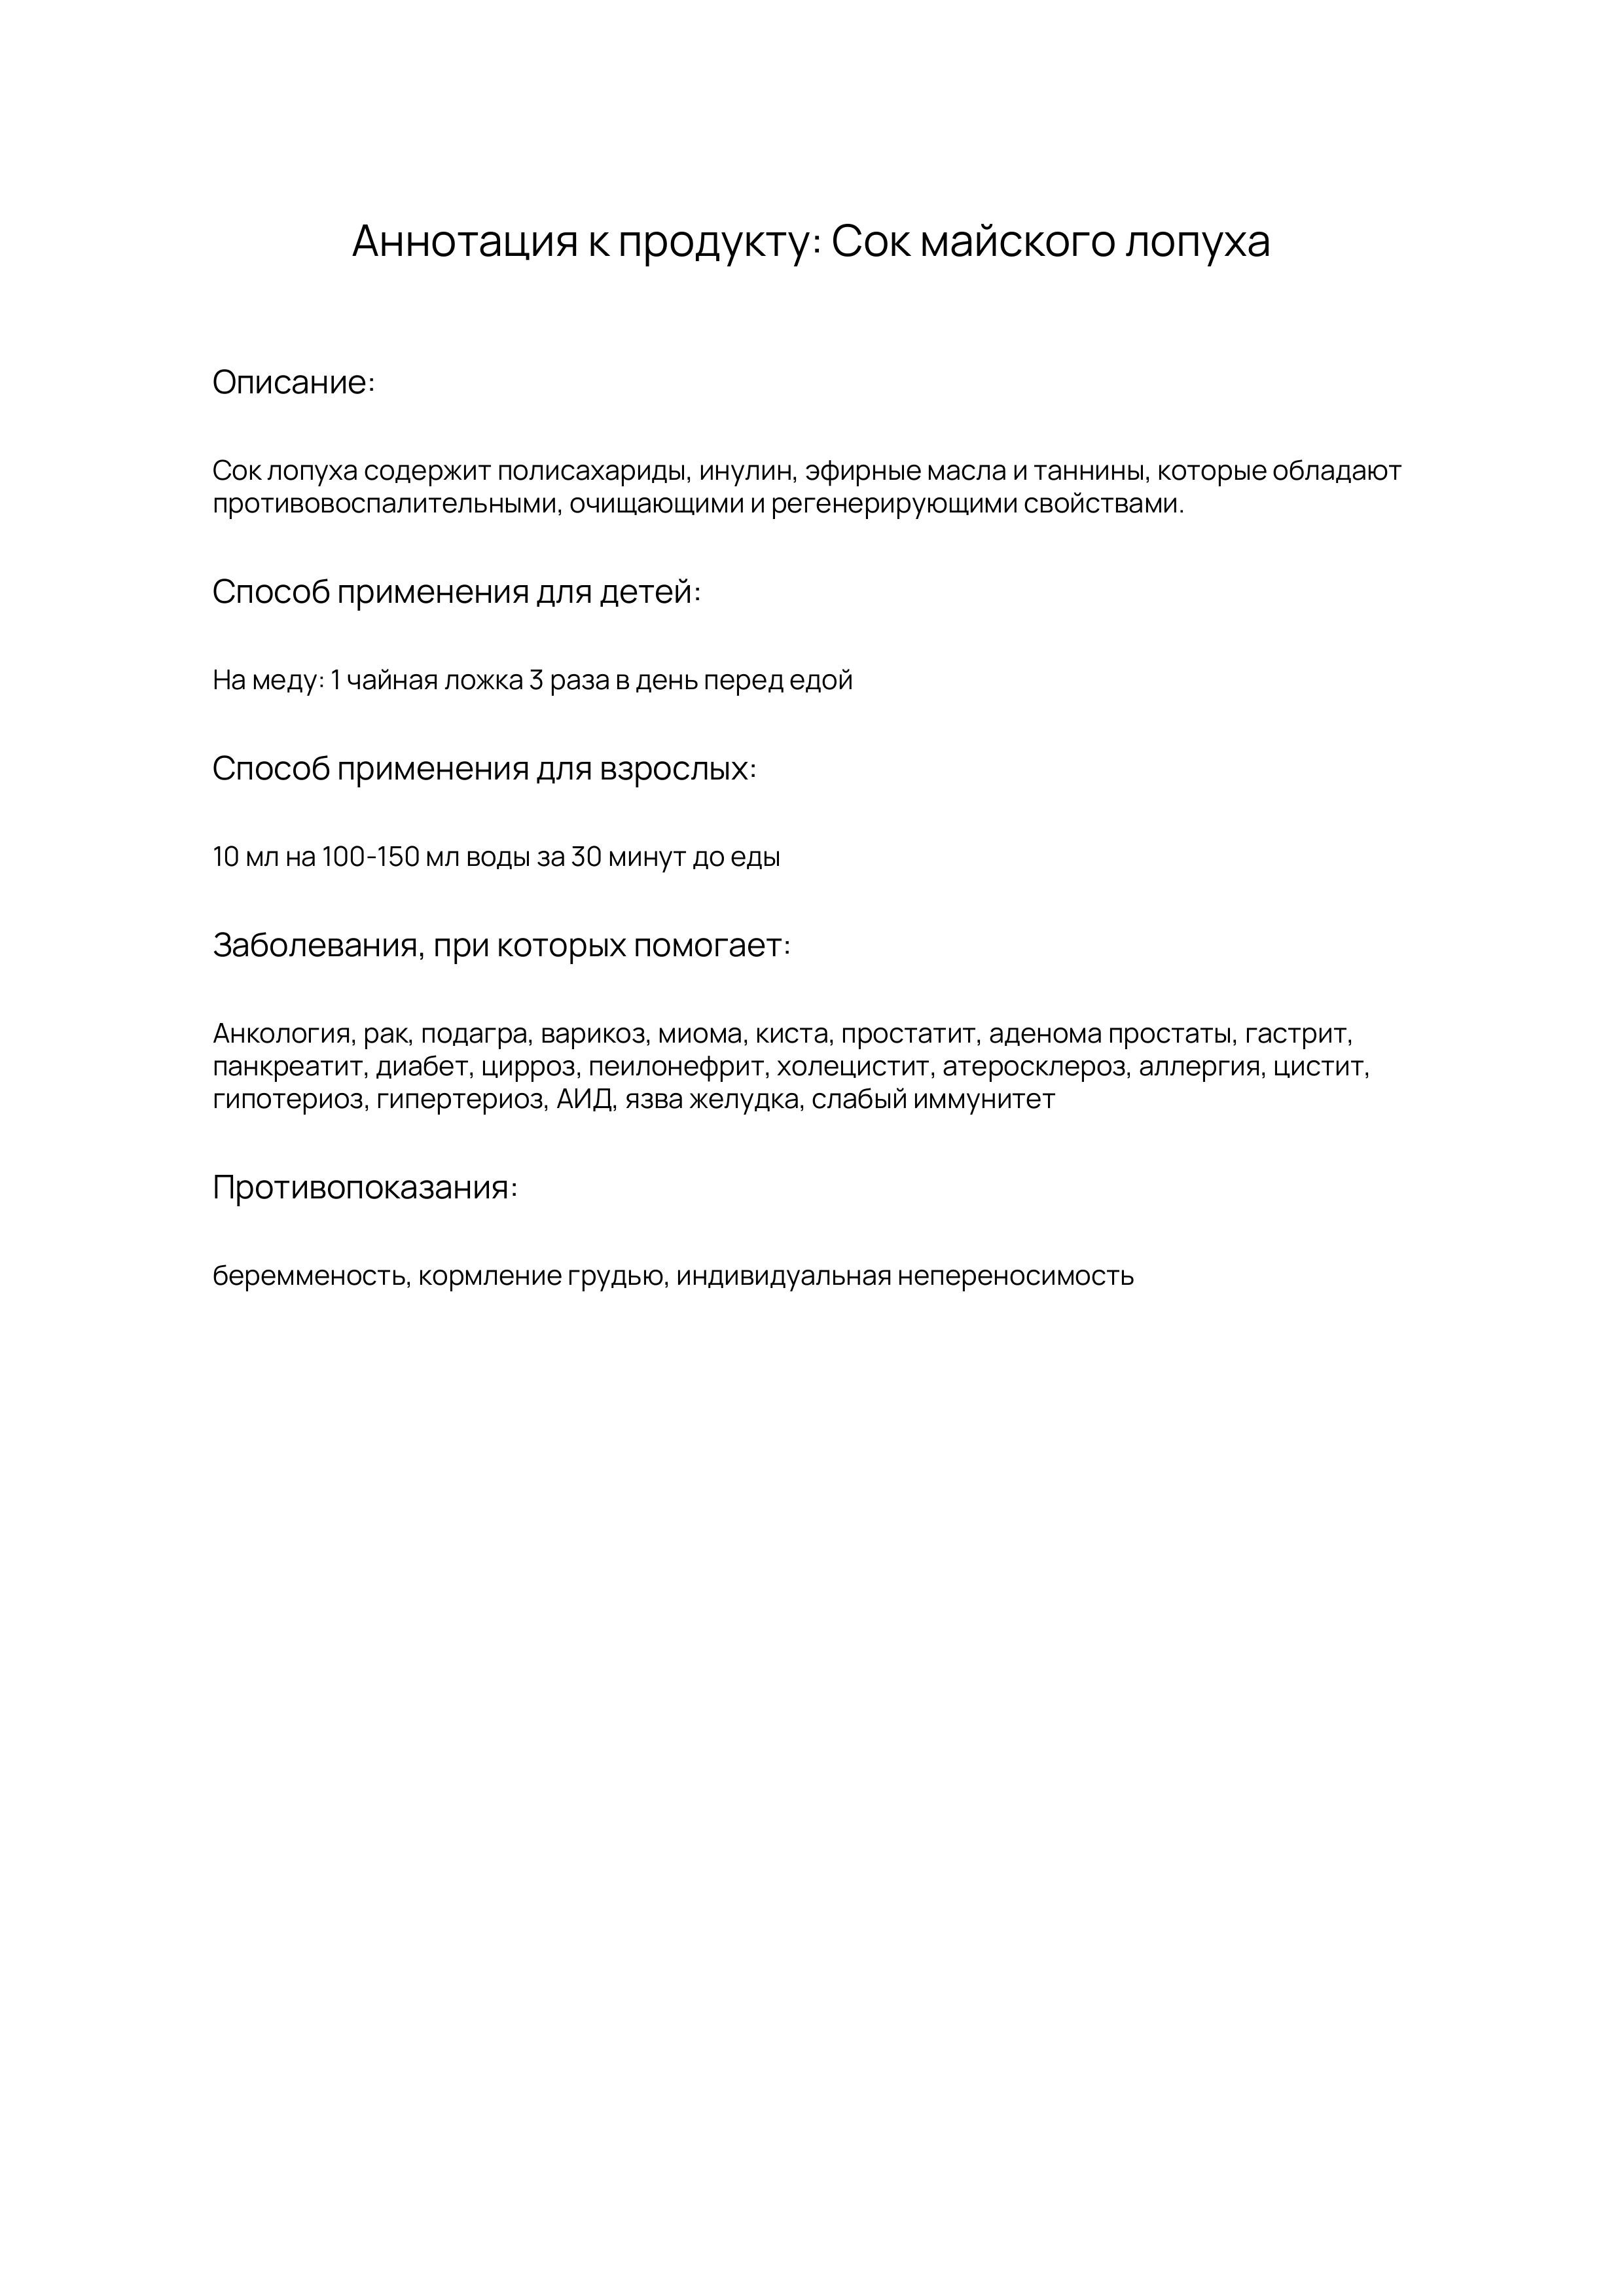 Аннотация к продукту: Сок майского лопуха
Описание:
Сок лопуха содержит полисахариды, инулин, эфирные масла и таннины, которые обладают
противовоспалительными, очищающими и регенерирующими свойствами.
Способ применения для детей:
На меду: 1 чайная ложка 3 раза в день перед едой
Способ применения для взрослых:
10 мл на 100-150 мл воды за 30 минут до еды
Заболевания, при которых помогает:
Анкология, рак, подагра, варикоз, миома, киста, простатит, аденома простаты, гастрит,
панкреатит, диабет, цирроз, пеилонефрит, холецистит, атеросклероз, аллергия, цистит,
гипотериоз, гипертериоз, АИД, язва желудка, слабый иммунитет
Противопоказания:
беремменость, кормление грудью, индивидуальная непереносимость